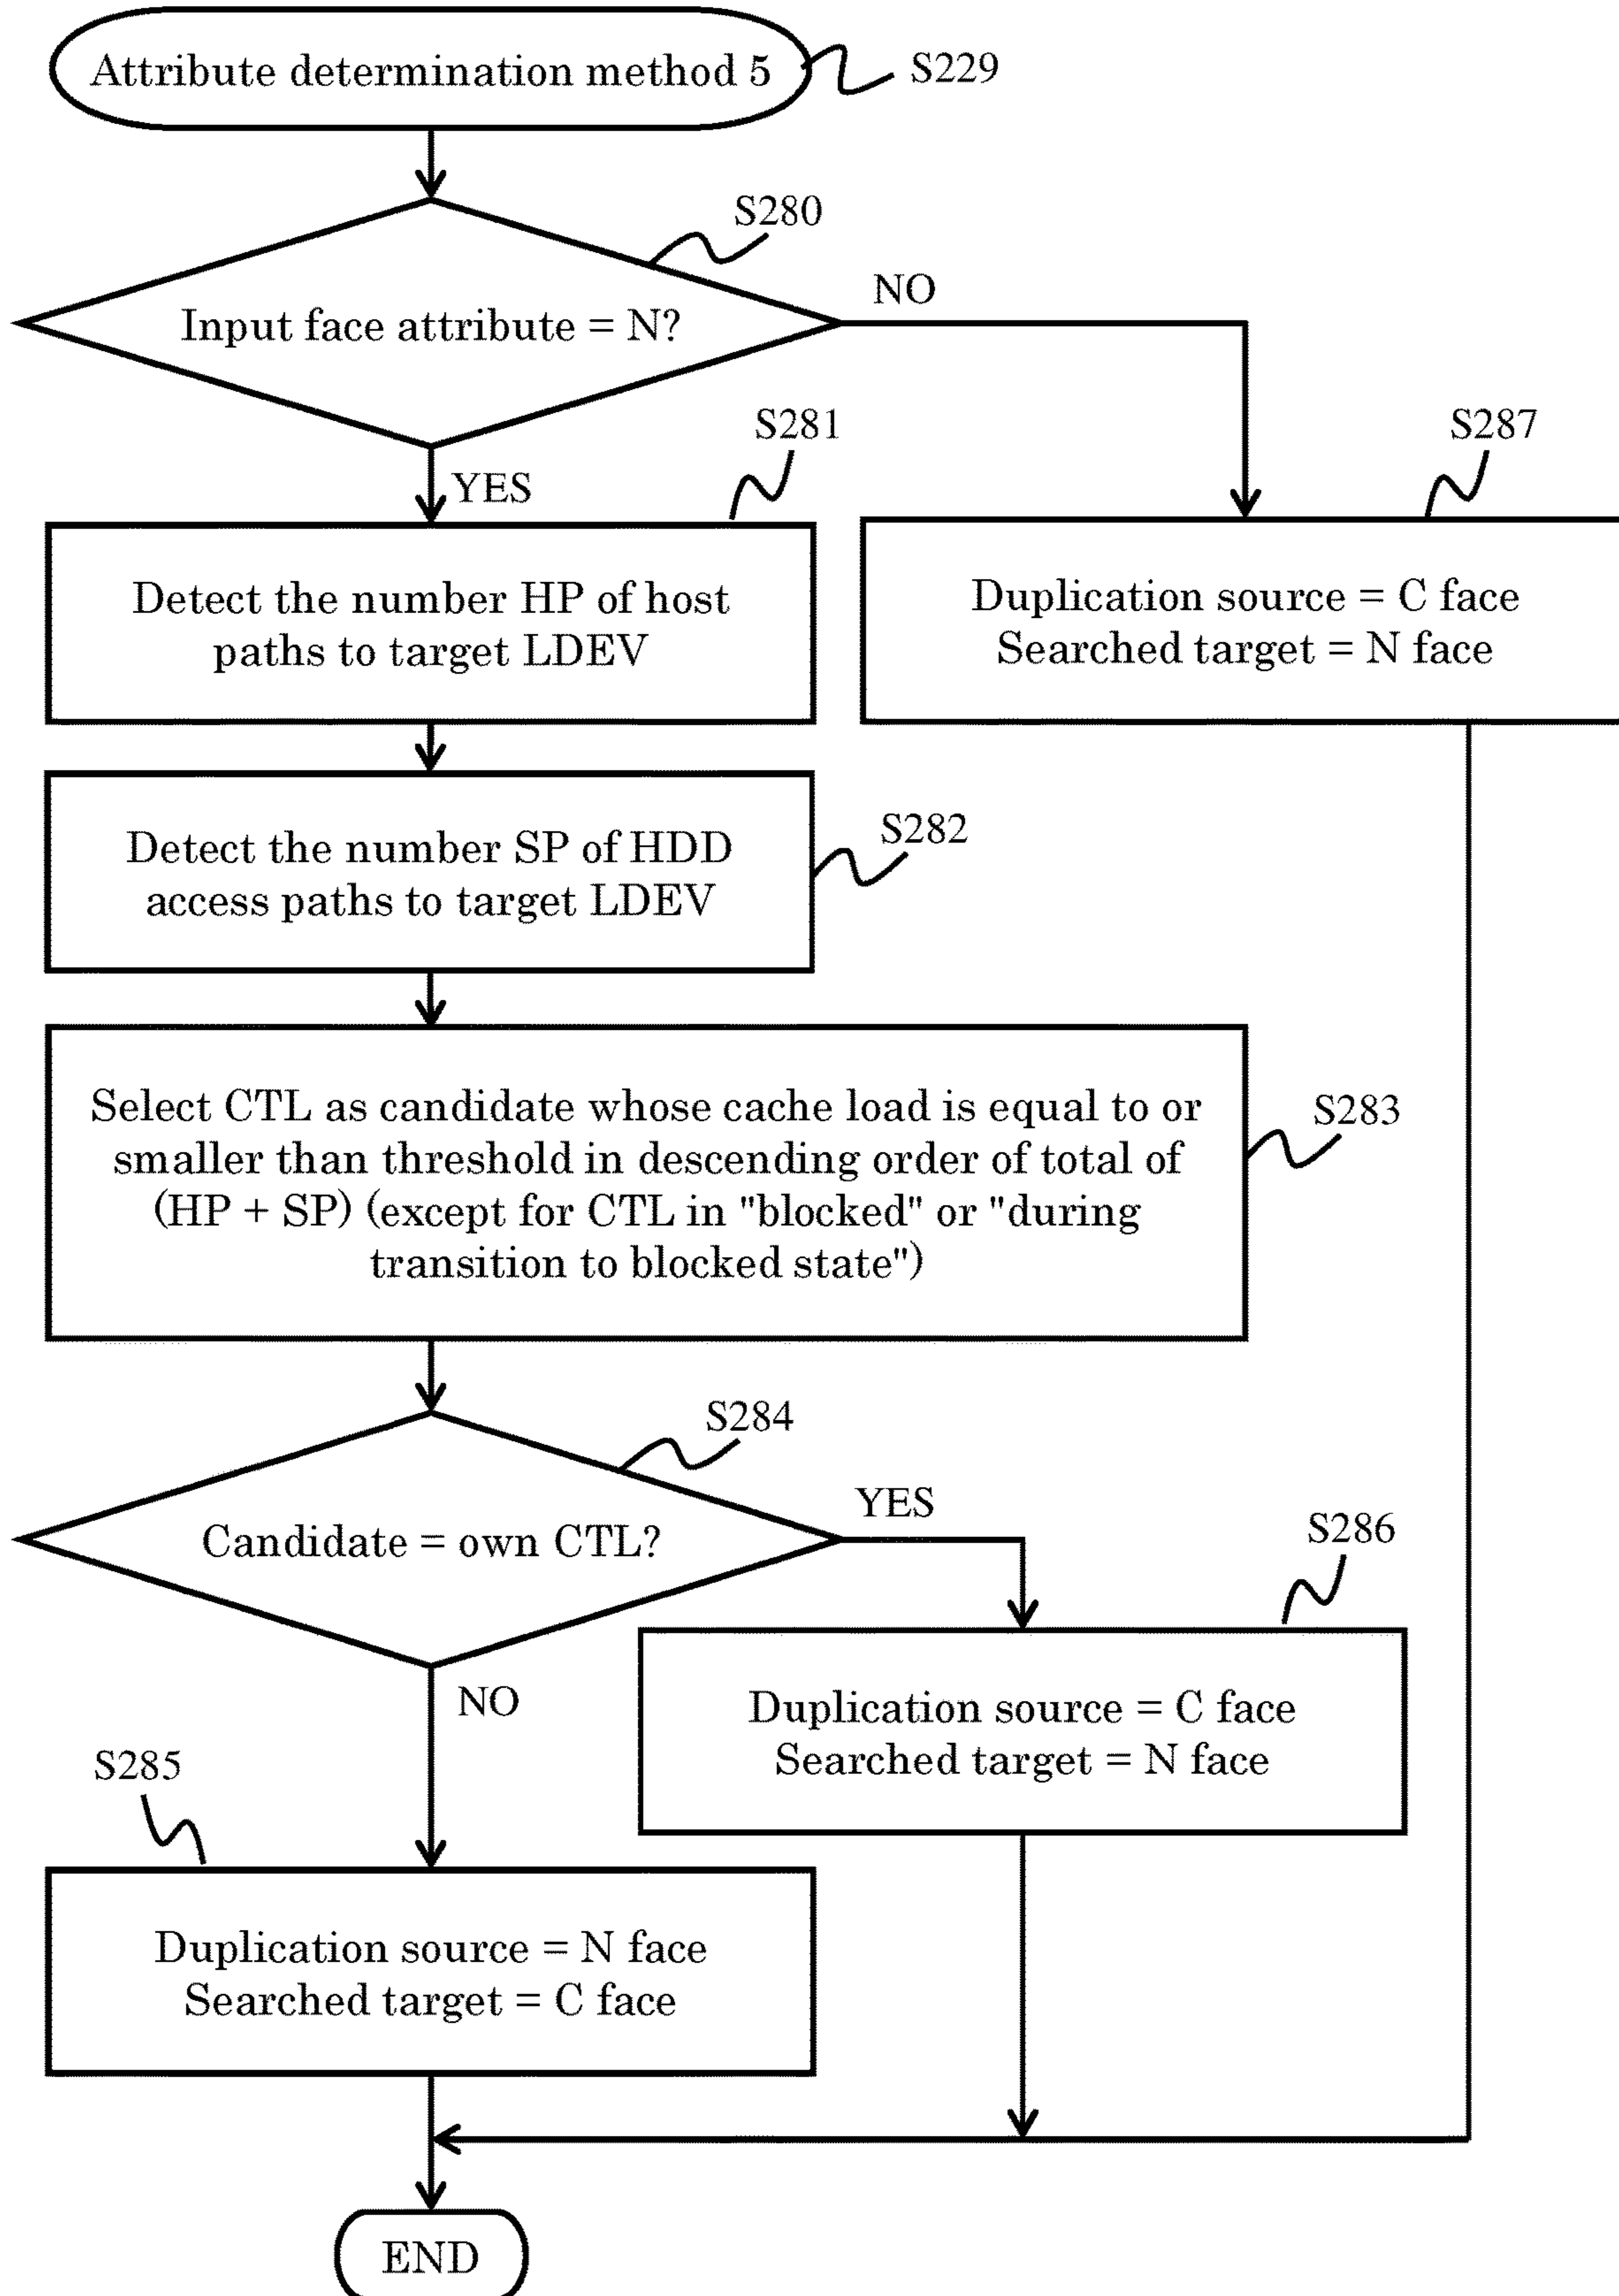 Attribute determination method 5
S229
S280
Input face attribute = N?
NO
YES
S281
S287
Detect the number HP of host
paths to target LDEV
Duplication source = C face
Searched target = N face
Detect the number SP of HDD
access paths to target LDEV
S282
Select CTL as candidate whose cache load is equal to or
smaller than threshold in descending order of total of
(HP + SP) (except for CTL in "blocked" or "during
transition to blocked state")
S283
S284
Candidate = own CTL?
YES
NO
S286
Duplication source = C face
Searched target = N face
S285
Duplication source = N face
Searched target = C face
END